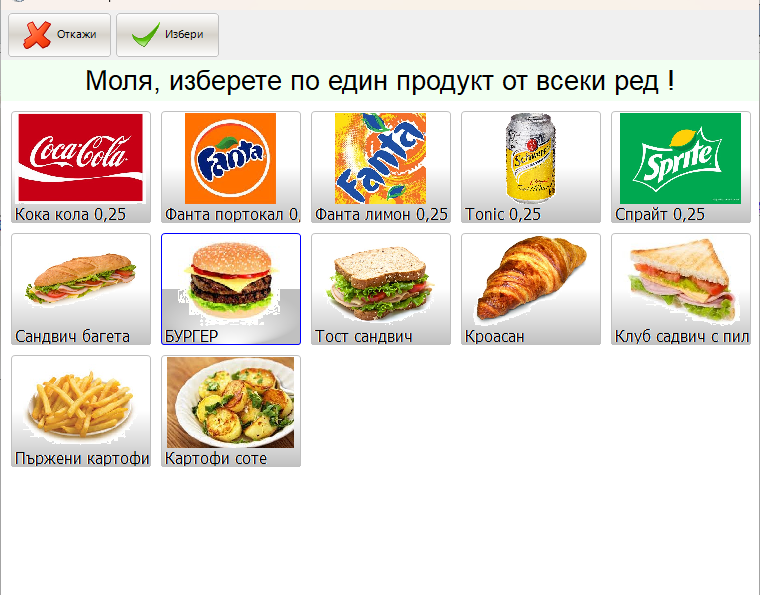 Откажи
Избери
Моля, изберете по един продукт от всеки ред !
Coca-Cola
Fanta
Fanta
Schweppes
Sprite
Кока кола 0,25
Фанта портокал 0,
Фанта лимон 0,25
Tonic 0,25
Спрайт 0,25
Сандвич багета
БУРГЕР
Тост сандвич
Кроасан
Клуб садвич с пил
Пържени картофи
Картофи соте